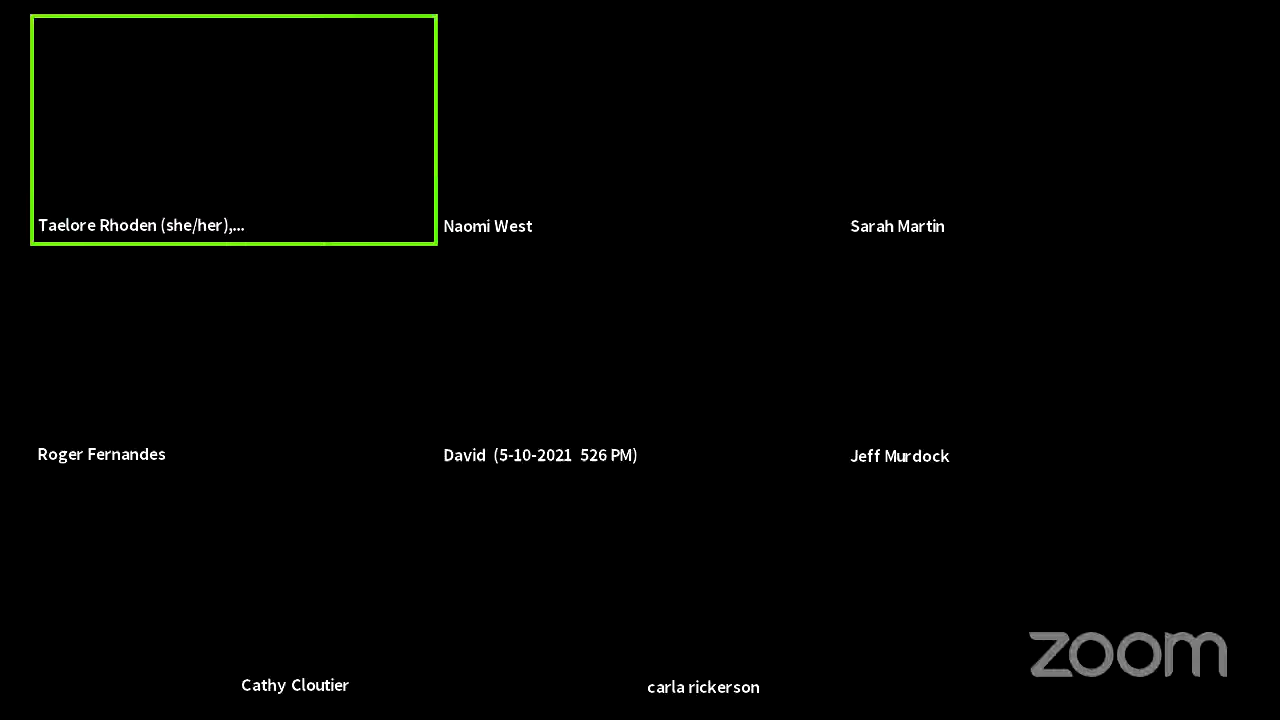 Taelore Rhoden (she/her),...
Naomi West
Sarah Martin
Roger Fernandes
David (5-10-2021 526 PM)
Jeff Murdock
Cathy Cloutier
carla rickerson
zoom